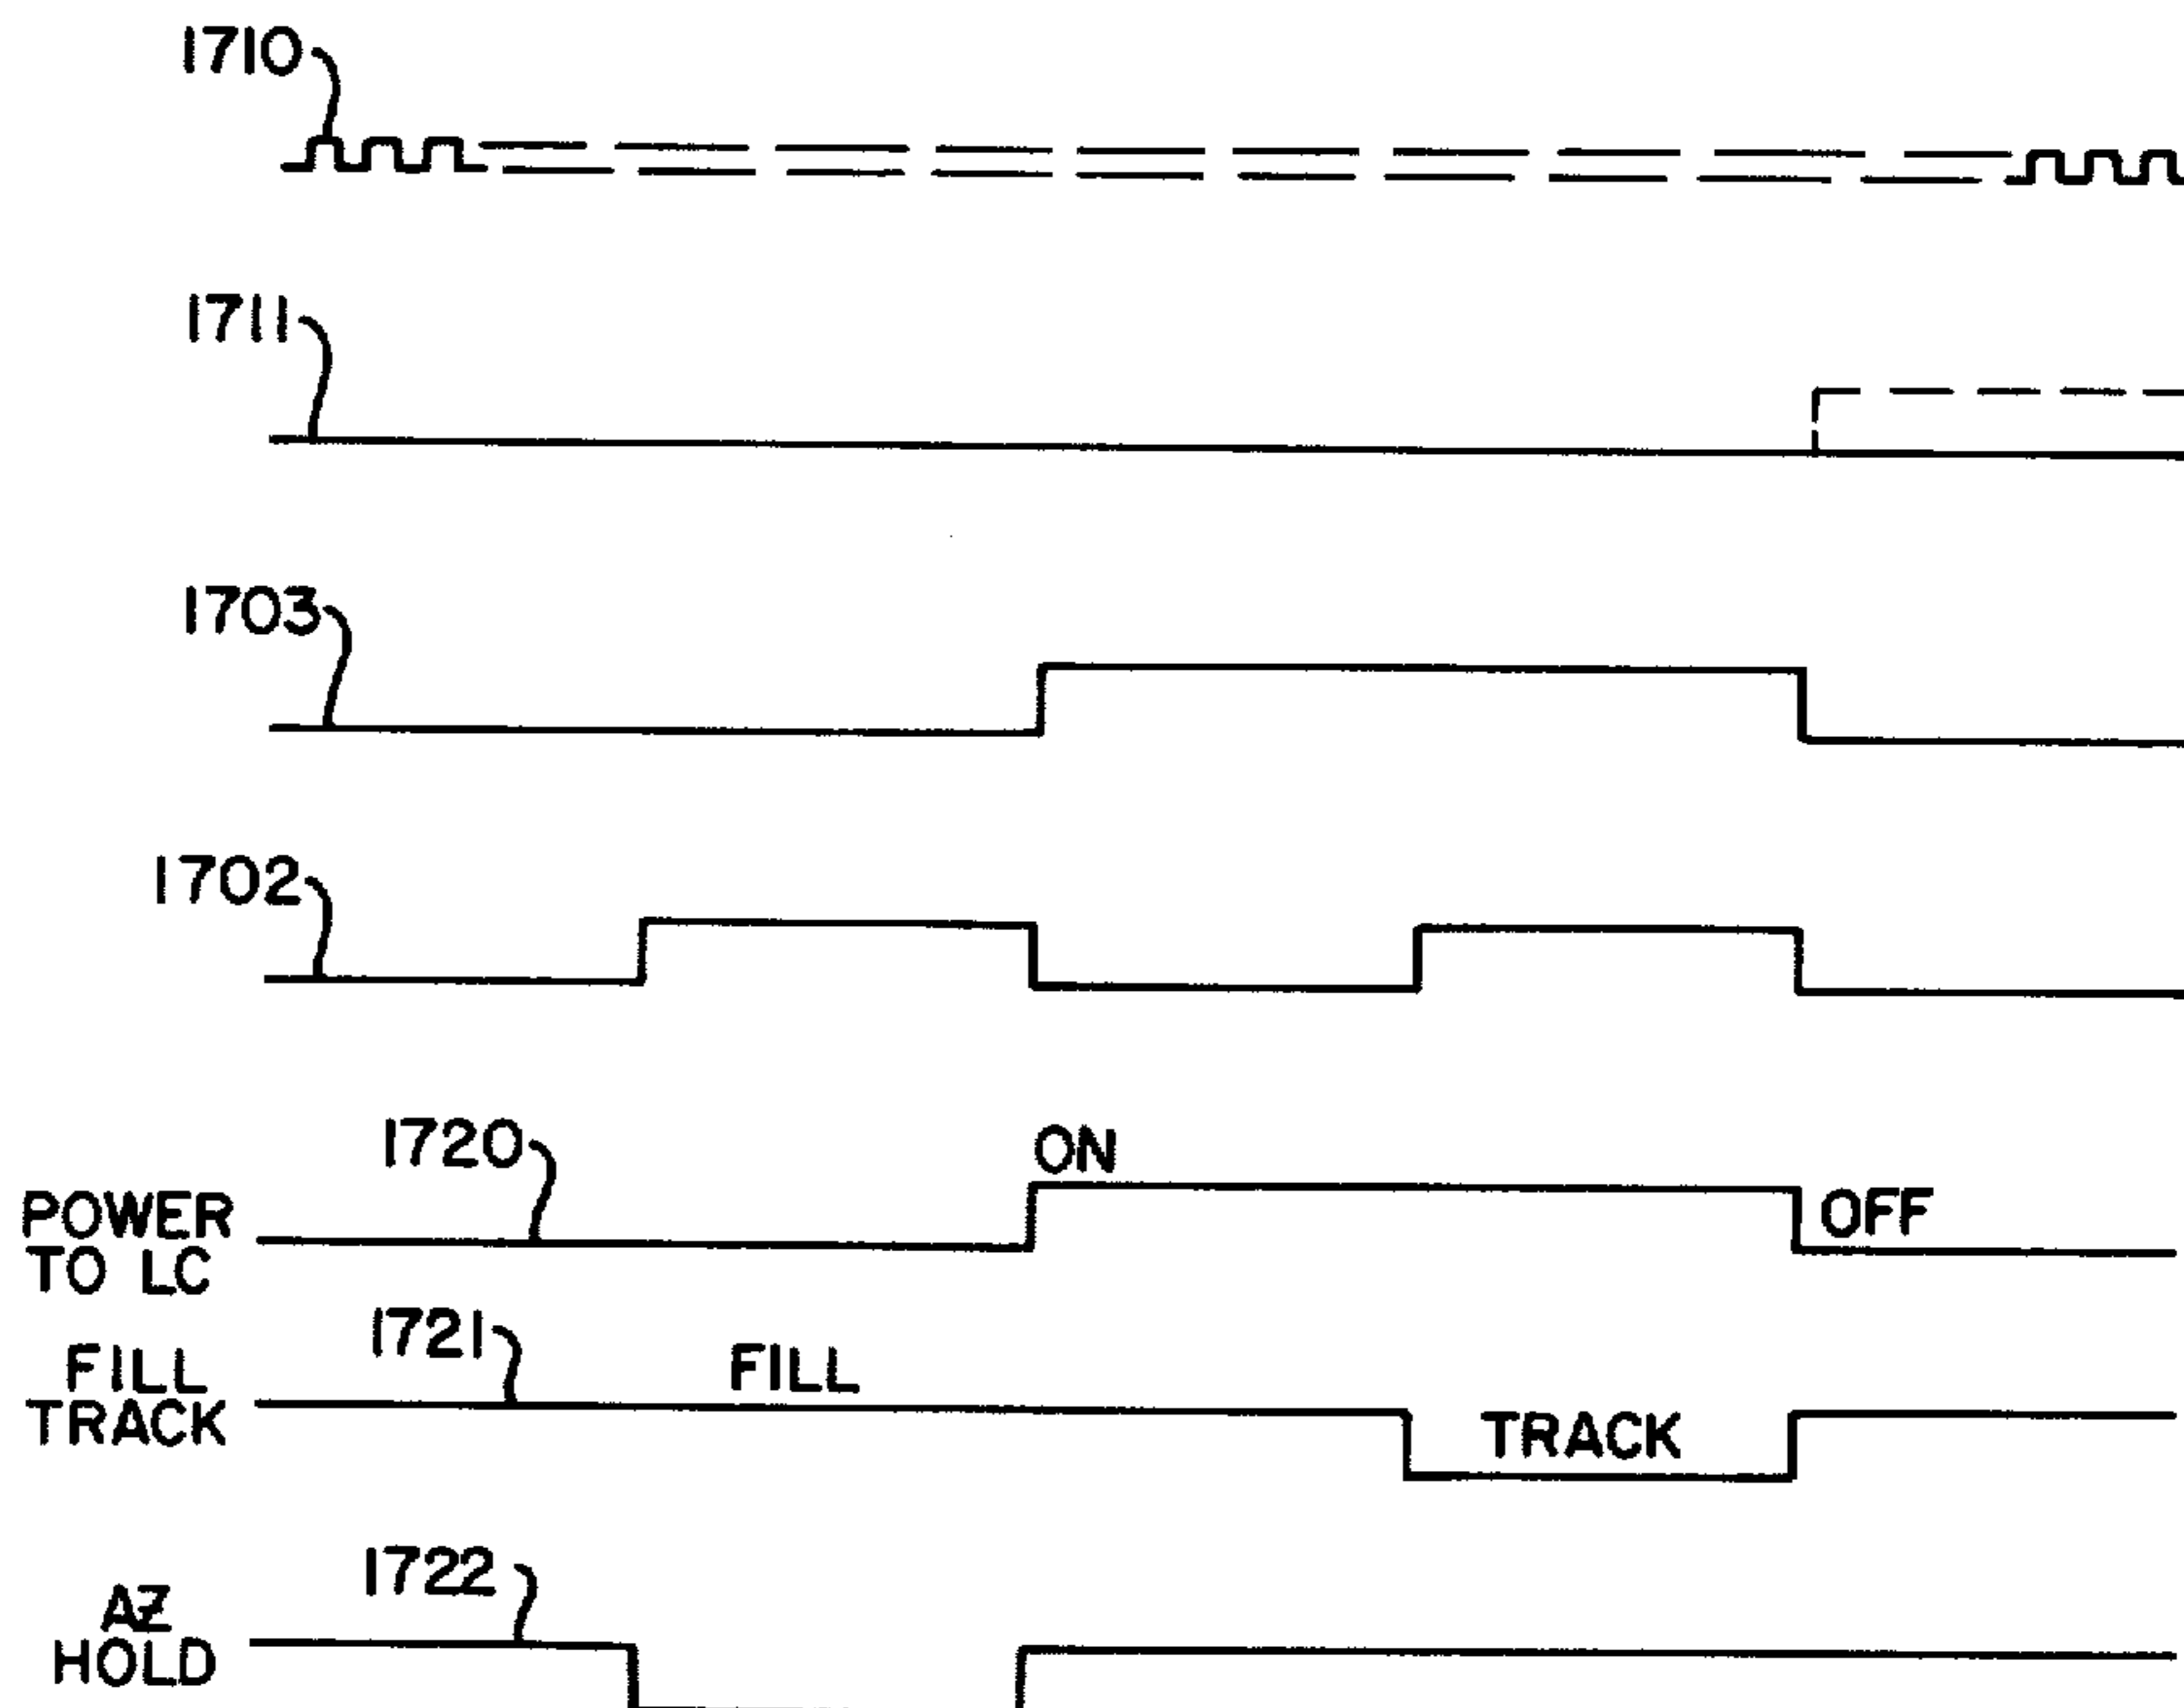 1710
1711
1703
1702
1720
ON
POWER
TO LC
OFF
1721
FILL
TRACK
FILL
TRACK
1722
AZ
HOLD